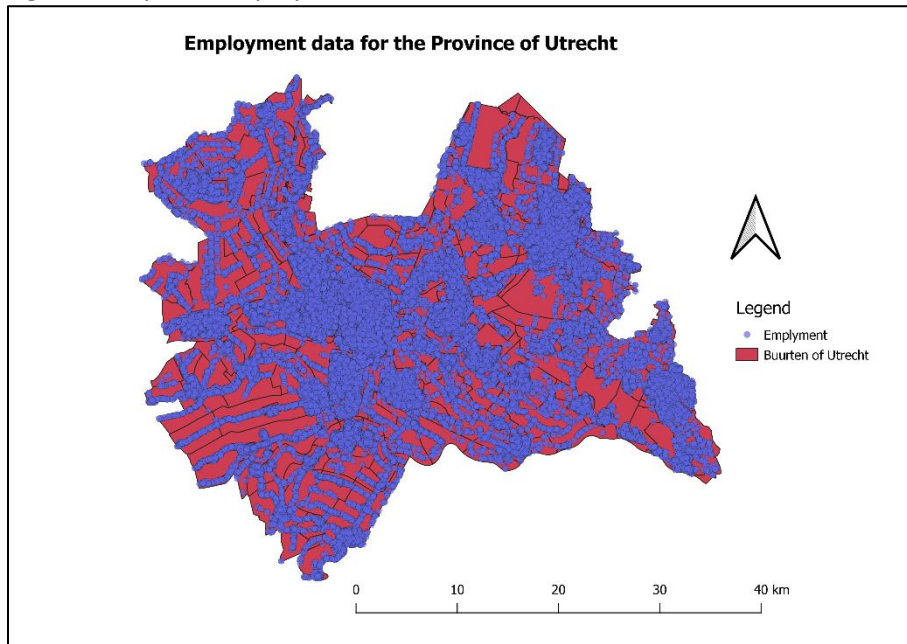 Employment data for the Province of Utrecht
Legend
Emplyment
Buurten of Utrecht
0 10 20 30 40 km